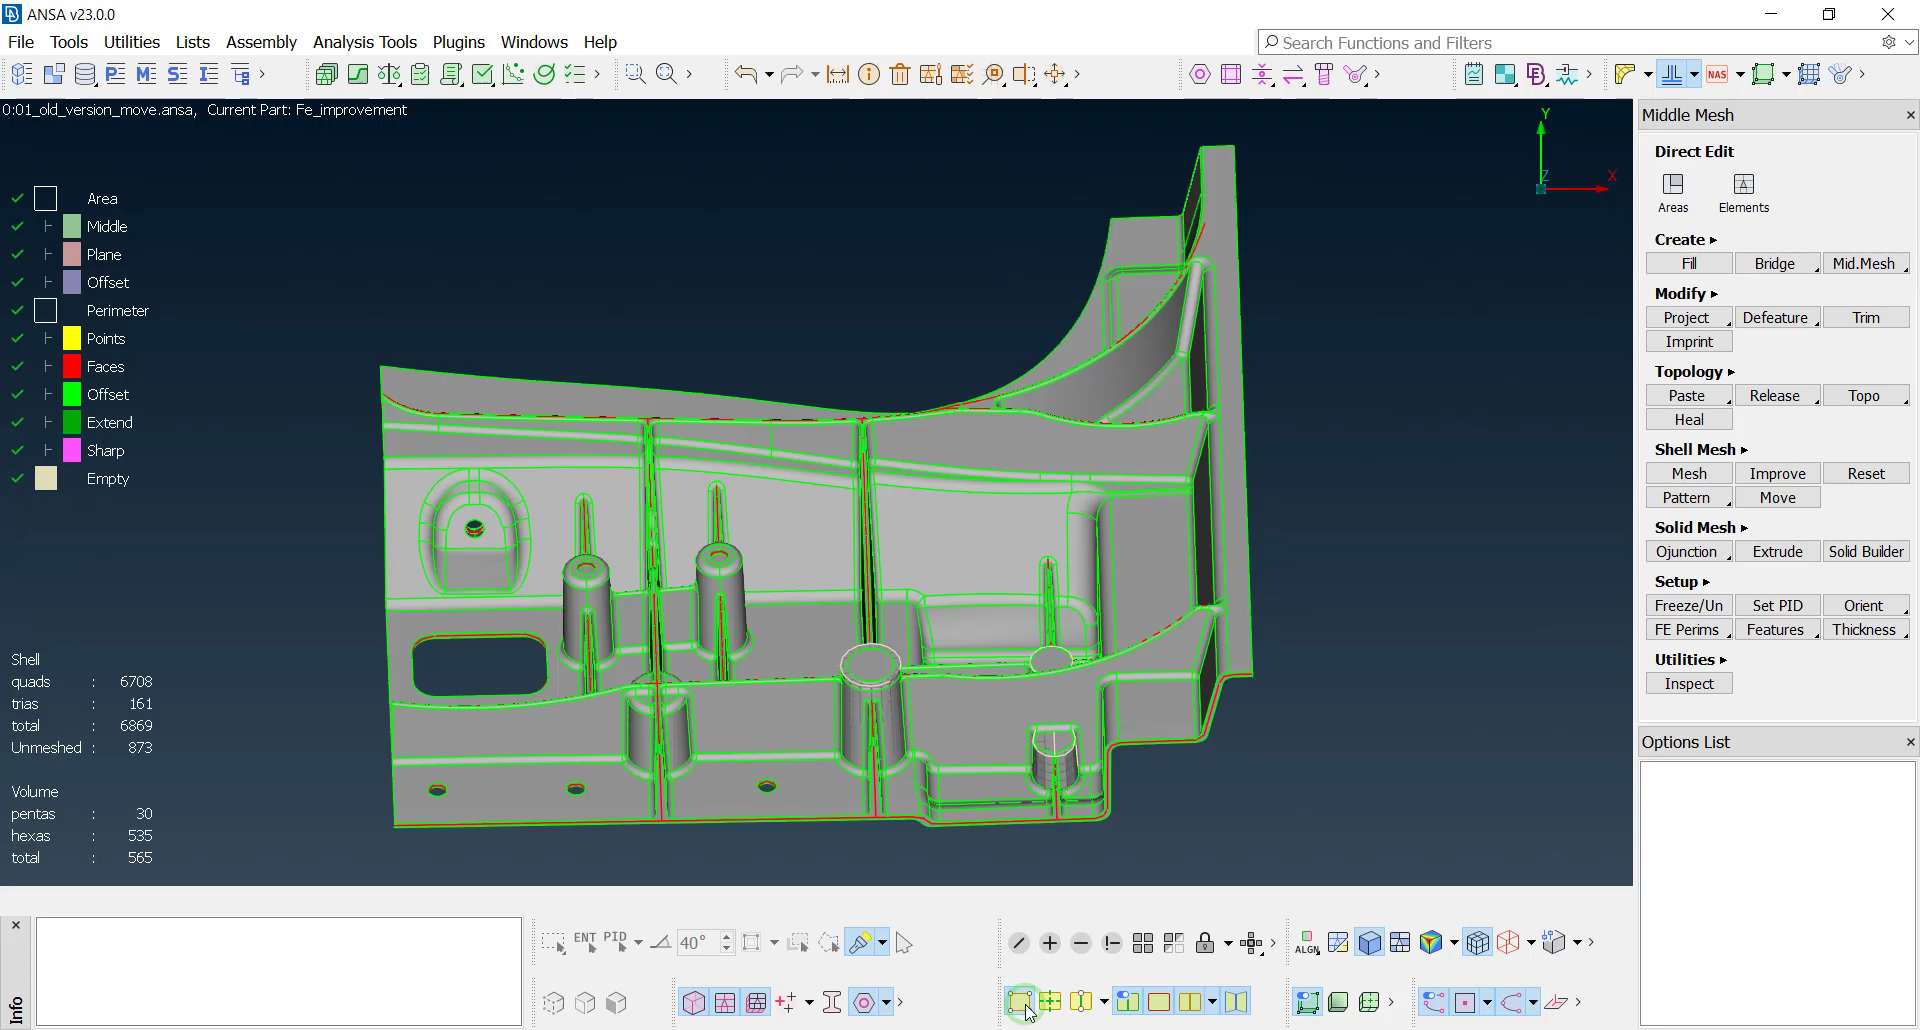 ANSA v23.0.0
File Tools Utilities Lists Assembly Analysis Tools Plugins Windows Help
Search Functions and Filters
NAS
0:01_old_version_move.ansa, Current Part: Fe_improvement
Area
Middle
Plane
Offset
Perimeter
Points
Faces
Offset
Extend
Sharp
Empty
Shell
quads : 6708
trias : 161
total : 6869
Unmeshed : 873
Volume
pentas : 30
hexas : 535
total : 565
Y
Z
X
Middle Mesh
Direct Edit
Areas Elements
Create
Fill Bridge Mid.Mesh
Modify
Project Defeature Trim
Imprint
Topology
Paste Release Topo
Heal
Shell Mesh
Mesh Improve Reset
Pattern Move
Solid Mesh
Ojunction Extrude Solid Builder
Setup
Freeze/Un Set PID Orient
FE Perims Features Thickness
Utilities
Inspect
Options List
Info
ENT PID 40°
ALGN